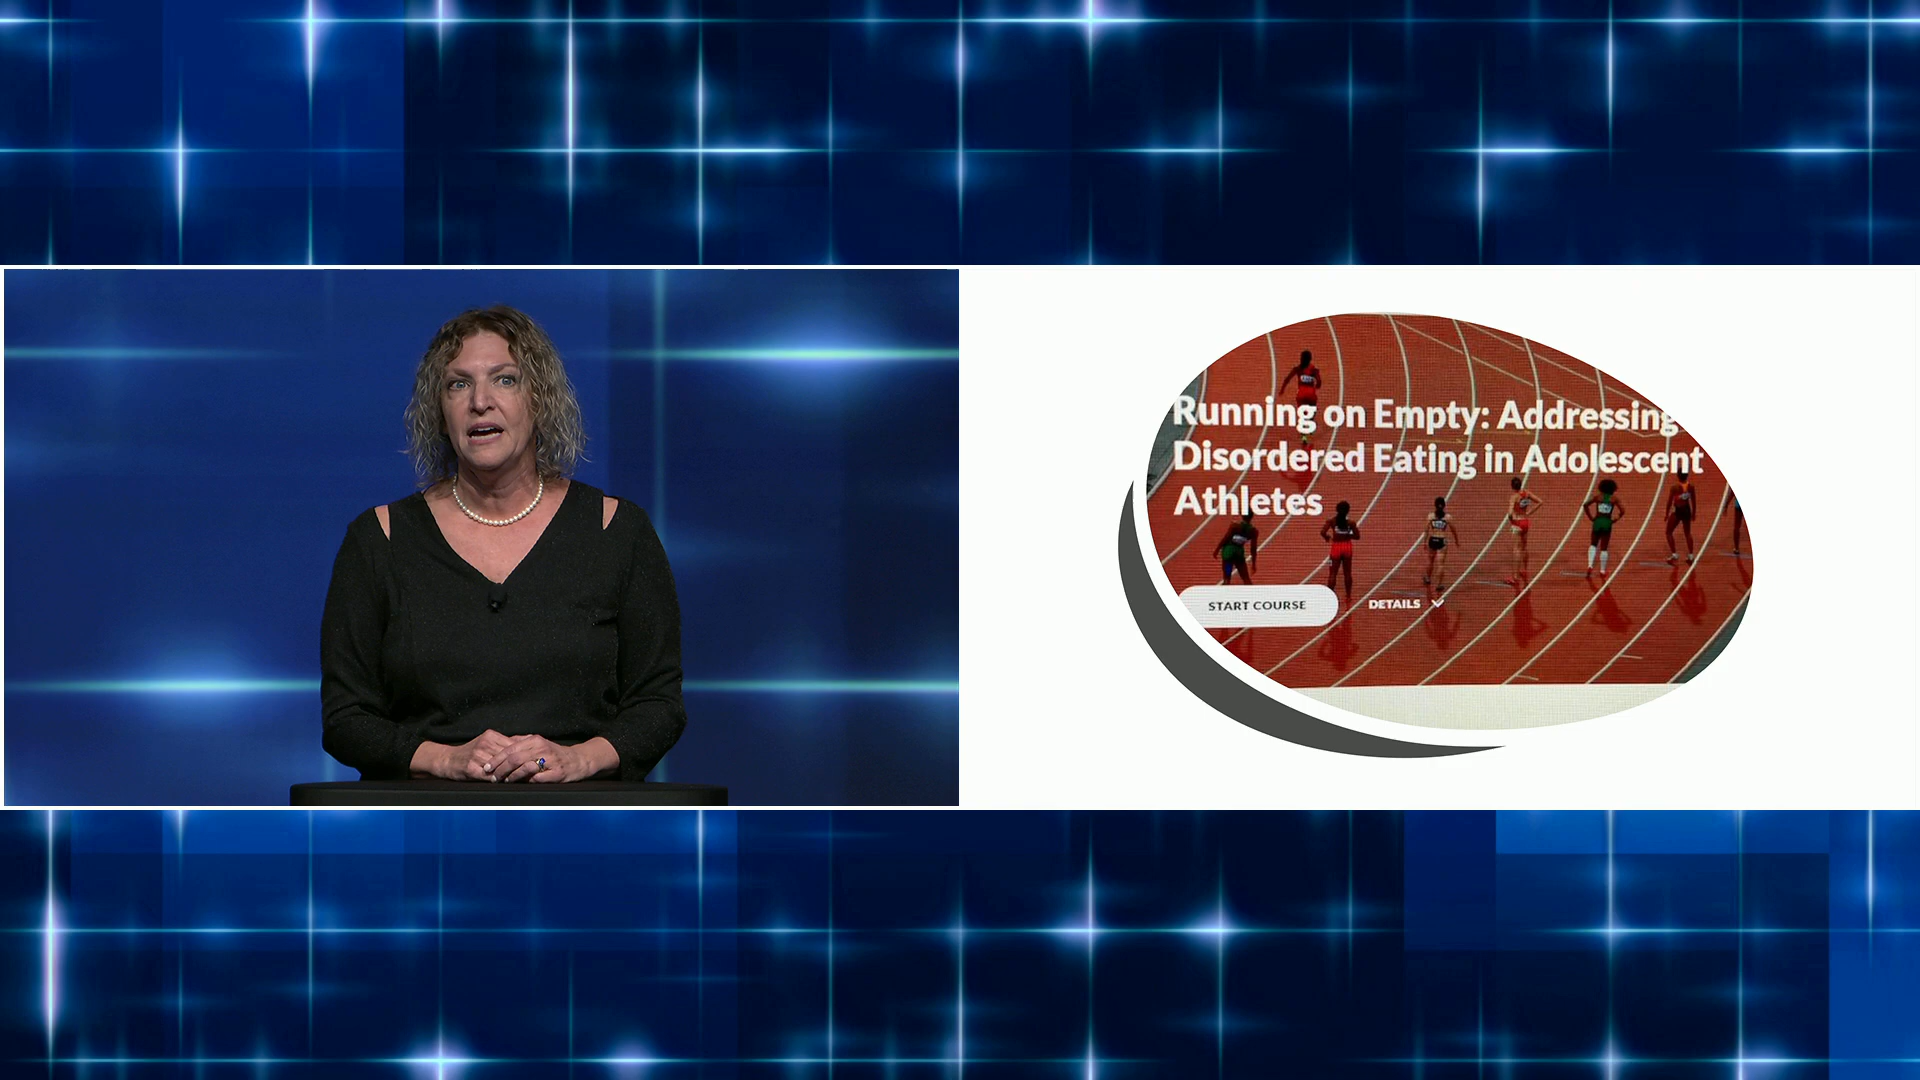 Running on Empty: Addressing
Disordered Eating in Adolescent
Athletes
START COURSE
DETAILS